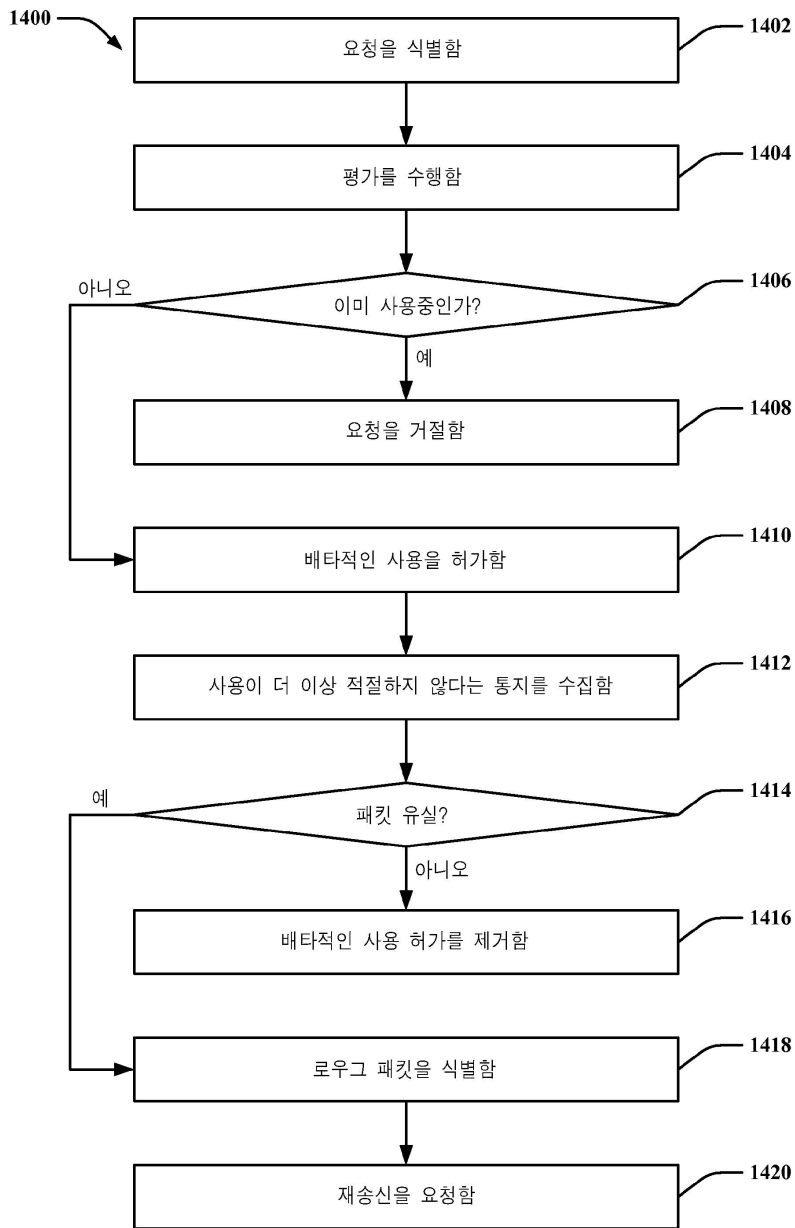 1400
요청을 식별함
1402
평가를 수행함
1404
아니오
이미 사용중인가?
1406
예
요청을 거절함
1408
배타적인 사용을 허가함
1410
사용이 더 이상 적절하지 않다는 통지를 수집함
1412
예
패킷 유실?
1414
아니오
배타적인 사용 허가를 제거함
1416
로우그 패킷을 식별함
1418
재송신을 요청함
1420